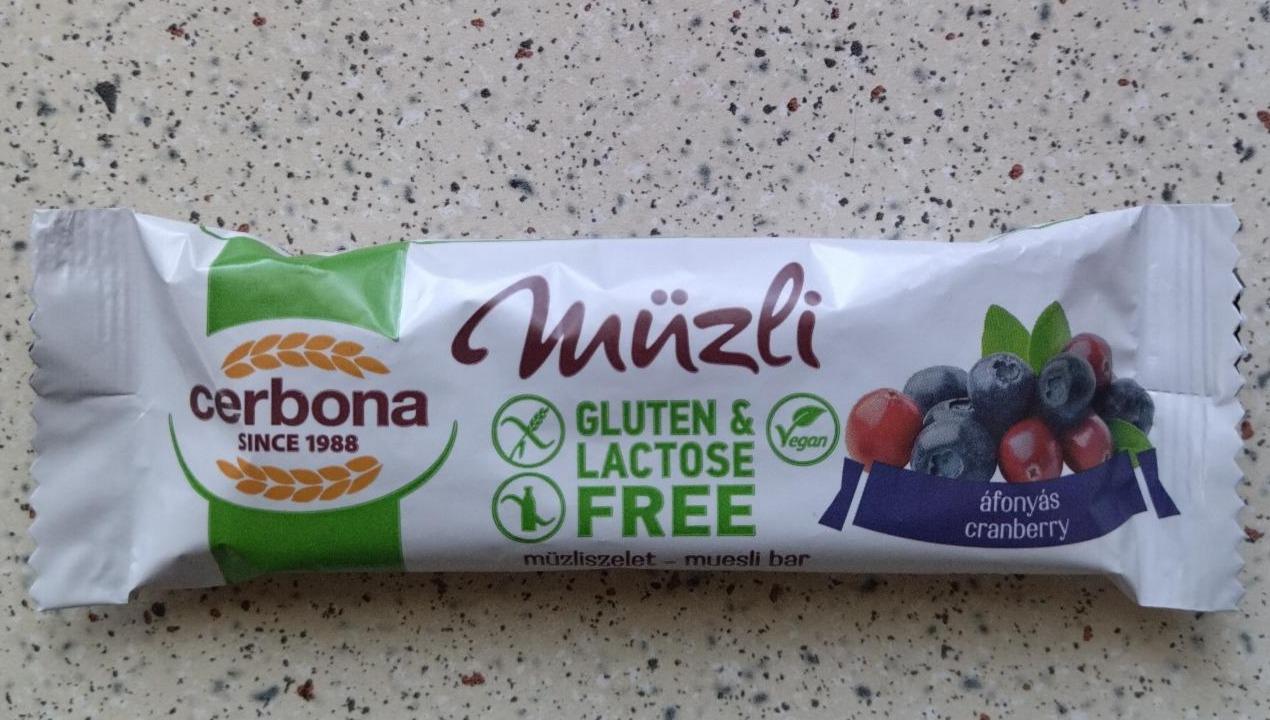 cerbona
SINCE 1988
müzli
GLUTEN &
LACTOSE
FREE
Vegan
müzliszelet - muesli bar
áfonyás
cranberry